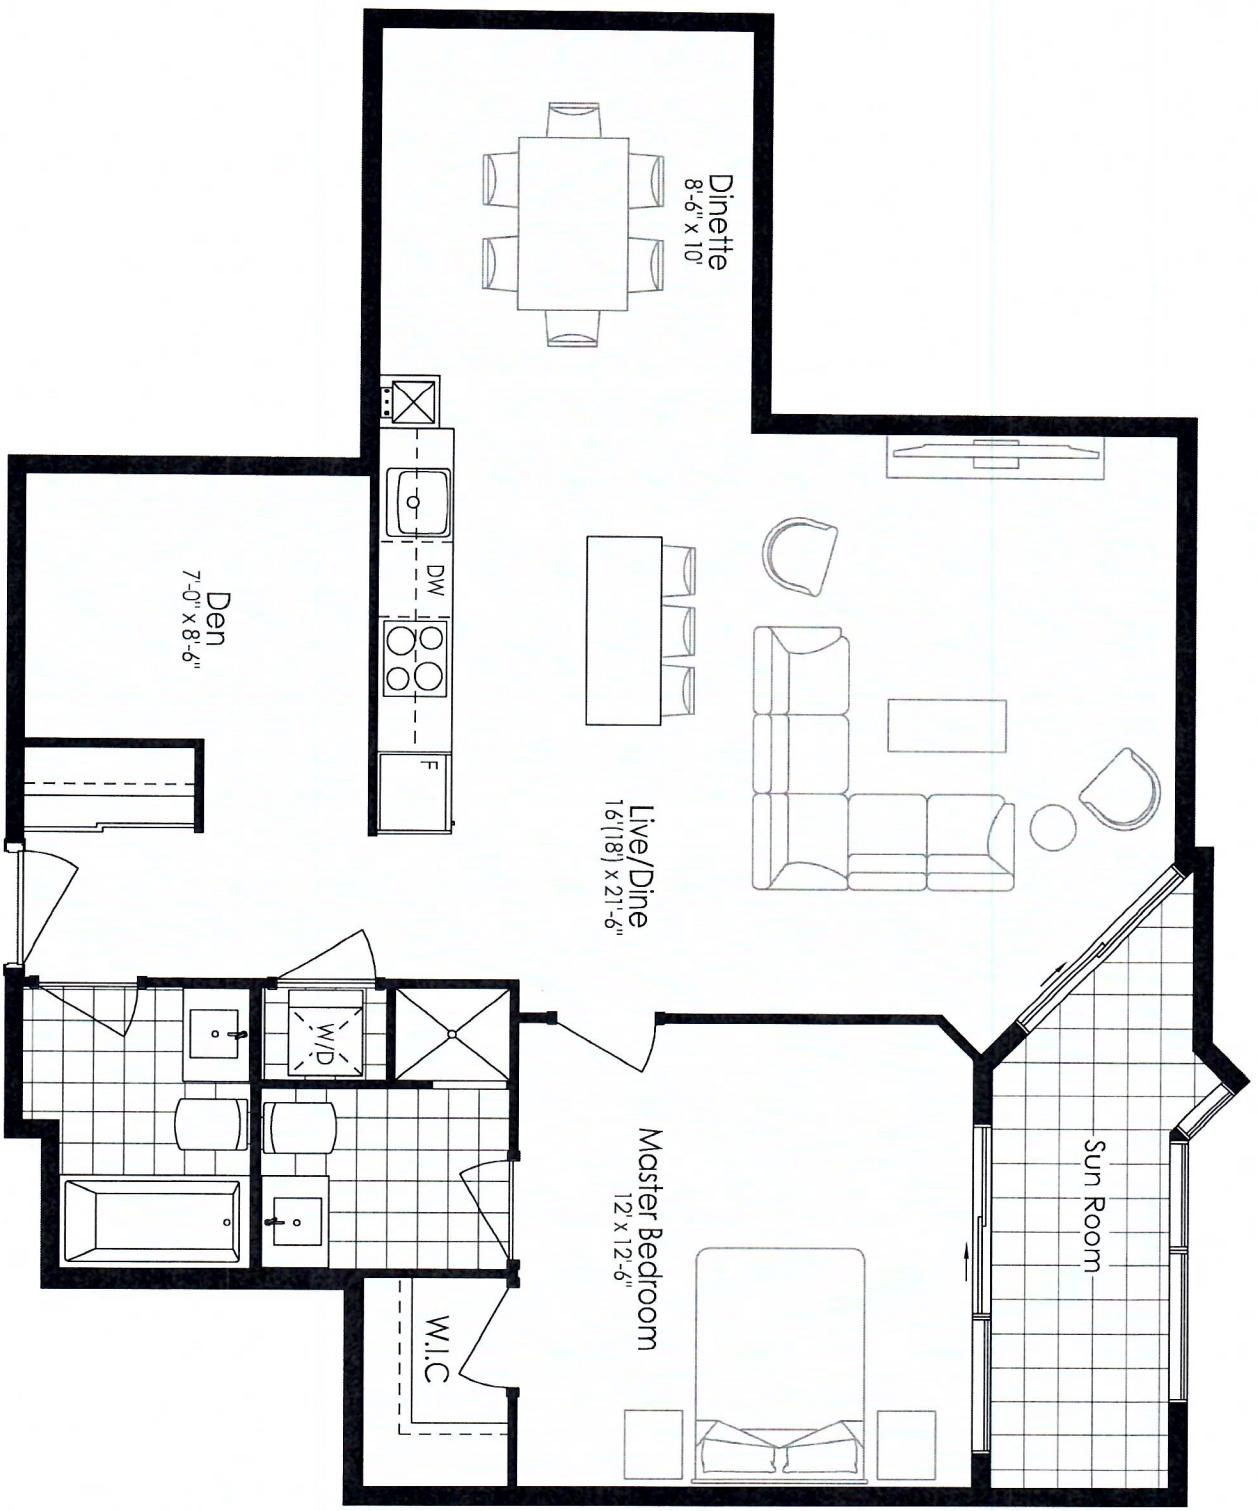 Dinette
8'-6" x 10'
DW
Den
7'-0" x 8'-6"
F
Live/Dine
16'(18') x 21'-6"
W/D
Master Bedroom
12' x 12'-6"
Sun Room
W.I.C